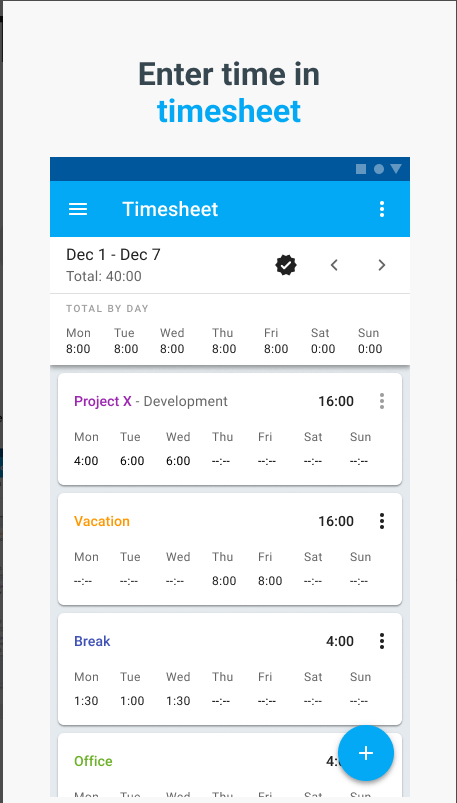 Enter time in
timesheet
Timesheet
Dec 1 - Dec 7
Total: 40:00
TOTAL BY DAY
Mon Tue Wed Thu Fri Sat Sun
8:00 8:00 8:00 8:00 8:00 0:00 0:00
Project X - Development 16:00
Mon Tue Wed Thu Fri Sat Sun
4:00 6:00 6:00 --:-- --:-- --:-- --:--
Vacation 16:00
Mon Tue Wed Thu Fri Sat Sun
--:-- --:-- --:-- 8:00 8:00 --:-- --:--
Break 4:00
Mon Tue Wed Thu Fri Sat Sun
1:30 1:00 1:30 --:-- --:-- --:-- --:--
Office
Mon Tue Wed Thu Fri Sat Sun